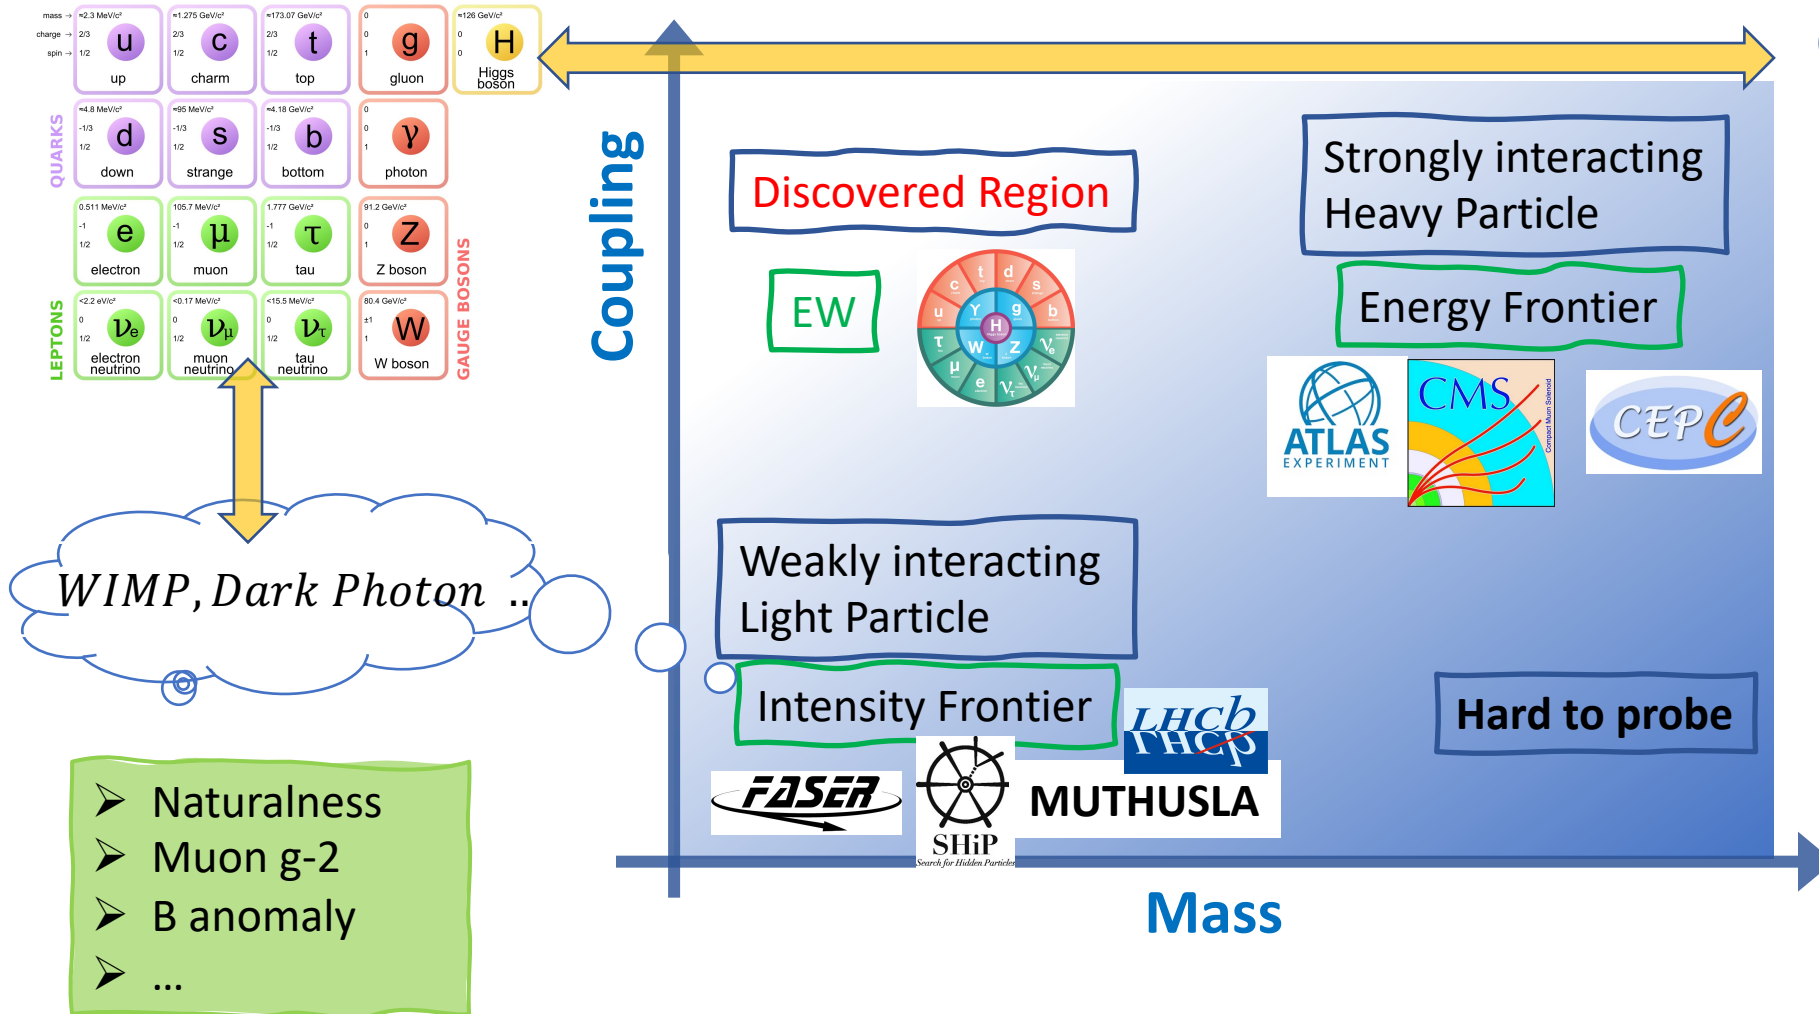 mass → ≈2.3 MeV/c² ≈1.275 GeV/c² ≈173.07 GeV/c² 0 ≈126 GeV/c²
charge → 2/3 2/3 2/3 0 0
spin → 1/2 1/2 1/2 1 0
u c t g H
up charm top gluon Higgs boson
QUARKS
≈4.8 MeV/c² ≈95 MeV/c² ≈4.18 GeV/c² 0
-1/3 -1/3 -1/3 0
1/2 1/2 1/2 1
d s b γ
down strange bottom photon
0.511 MeV/c² 105.7 MeV/c² 1.777 GeV/c² 91.2 GeV/c²
-1 -1 -1 0
1/2 1/2 1/2 1
e μ τ Z
electron muon tau Z boson
LEPTONS
<2.2 eV/c² <0.17 MeV/c² <15.5 MeV/c² 80.4 GeV/c²
0 0 0 ±1
1/2 1/2 1/2 1
νe νμ ντ W
electron neutrino muon neutrino tau neutrino W boson
GAUGE BOSONS
WIMP, Dark Photon ..
➢ Naturalness
➢ Muon g-2
➢ B anomaly
➢ ...
Coupling
Discovered Region
EW
t d
c s
u γ g b
H
τ W Z νe
μ e ντ νμ
Strongly interacting
Heavy Particle
Energy Frontier
ATLAS
EXPERIMENT
CMS
Compact Muon Solenoid
CEPC
Weakly interacting
Light Particle
Intensity Frontier
LHCb
FASER
SHiP
Search for Hidden Particles
MUTHUSLA
Hard to probe
Mass